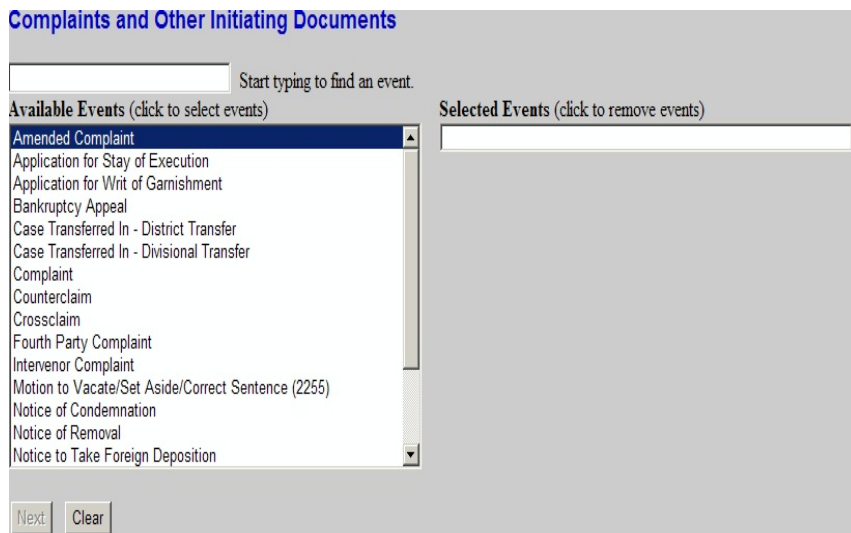 Complaints and Other Initiating Documents
Start typing to find an event.
Available Events (click to select events)
Selected Events (click to remove events)
Amended Complaint
Application for Stay of Execution
Application for Writ of Garnishment
Bankruptcy Appeal
Case Transferred In - District Transfer
Case Transferred In - Divisional Transfer
Complaint
Counterclaim
Crossclaim
Fourth Party Complaint
Intervenor Complaint
Motion to Vacate/Set Aside/Correct Sentence (2255)
Notice of Condemnation
Notice of Removal
Notice to Take Foreign Deposition
Next
Clear